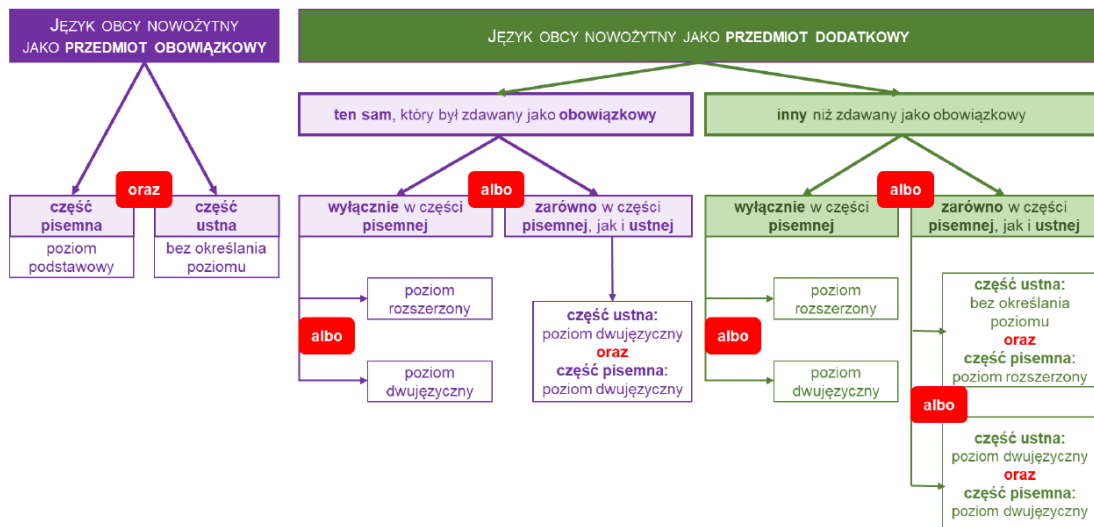 JĘZYK OBCY NOWOŻYTNY
JAKO PRZEDMIOT OBOWIĄZKOWY
JĘZYK OBCY NOWOŻYTNY JAKO PRZEDMIOT DODATKOWY
ten sam, który był zdawany jako obowiązkowy
inny niż zdawany jako obowiązkowy
oraz
część
pisemna
poziom
podstawowy
część
ustna
bez określania
poziomu
albo
wyłącznie w części
pisemnej
zarówno w części
pisemnej, jak i ustnej
poziom
rozszerzony
albo
poziom
dwujęzyczny
część ustna:
poziom dwujęzyczny
oraz
część pisemna:
poziom dwujęzyczny
albo
wyłącznie w części
pisemnej
zarówno w części
pisemnej, jak i ustnej
poziom
rozszerzony
albo
poziom
dwujęzyczny
część ustna:
bez określania
poziomu
oraz
część pisemna:
poziom rozszerzony
albo
część ustna:
poziom dwujęzyczny
oraz
część pisemna:
poziom dwujęzyczny